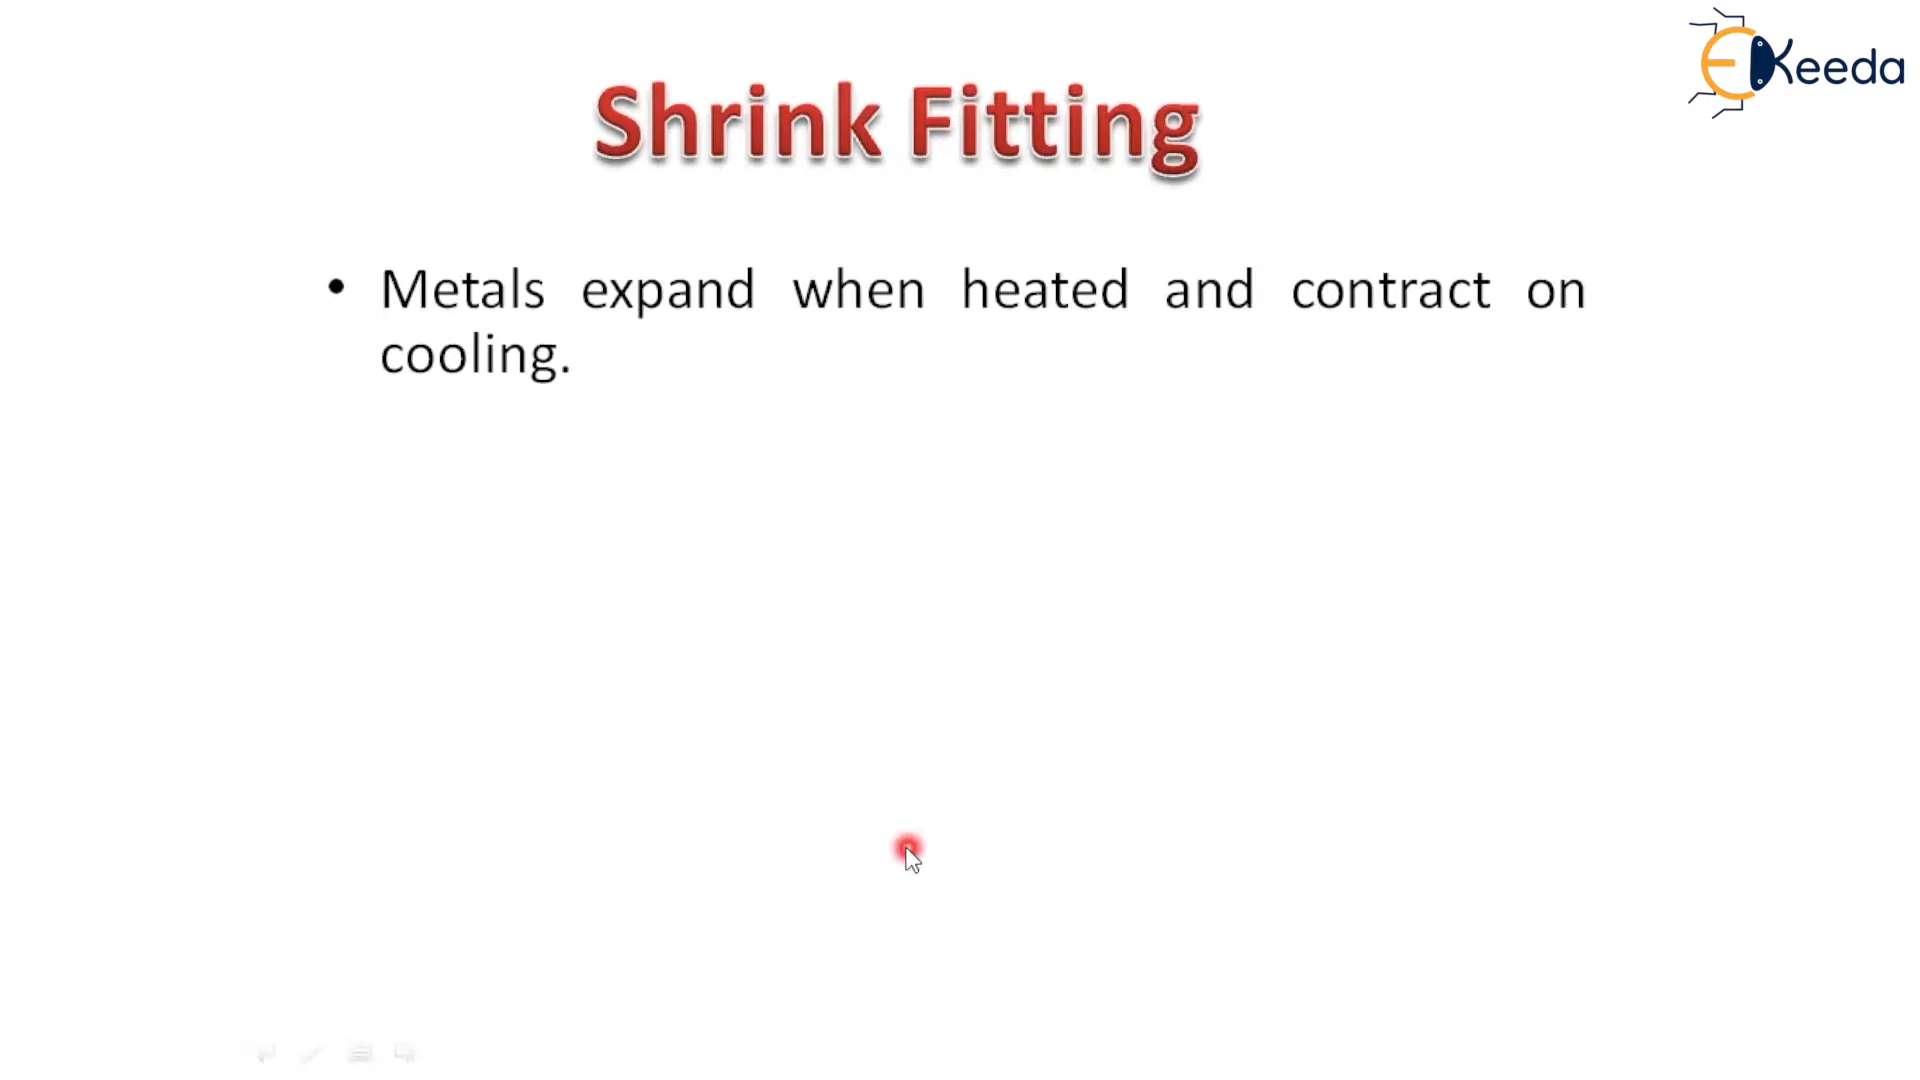 EKeeda
Shrink Fitting
• Metals expand when heated and contract on
cooling.